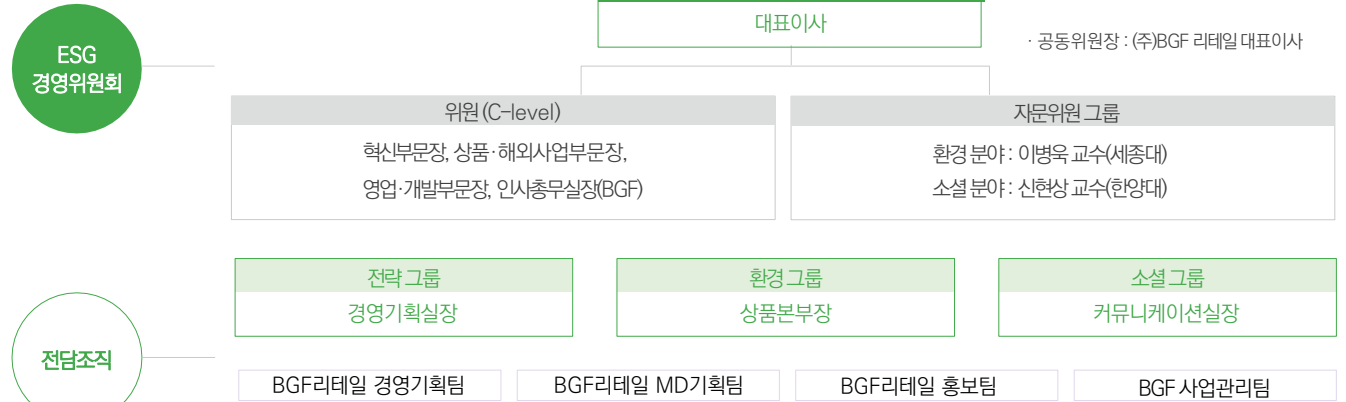 대표이사
· 공동위원장 : (주)BGF 리테일 대표이사
ESG
경영위원회
위원 (C-level)
혁신부문장, 상품·해외사업부문장,
영업·개발부문장, 인사총무실장(BGF)
자문위원 그룹
환경 분야 : 이병욱 교수(세종대)
소셜 분야 : 신현상 교수(한양대)
전략 그룹
경영기획실장
환경 그룹
상품본부장
소셜 그룹
커뮤니케이션실장
전담조직
BGF리테일 경영기획팀
BGF리테일 MD기획팀
BGF리테일 홍보팀
BGF 사업관리팀